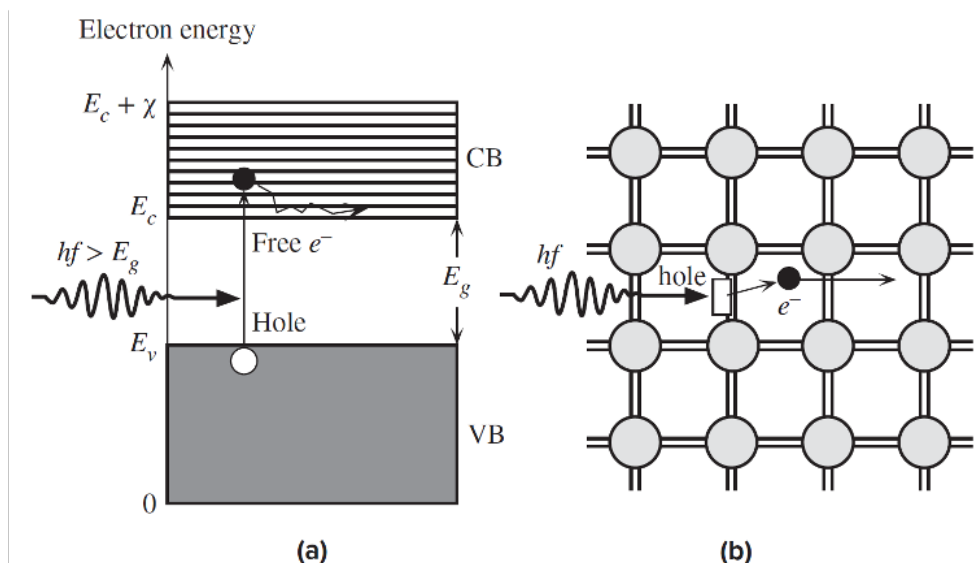 Electron energy
E_c + χ
CB
E_c
Free e⁻
hf > E_g
E_g
Hole
E_v
VB
0
(a)
hf
hole
e⁻
(b)